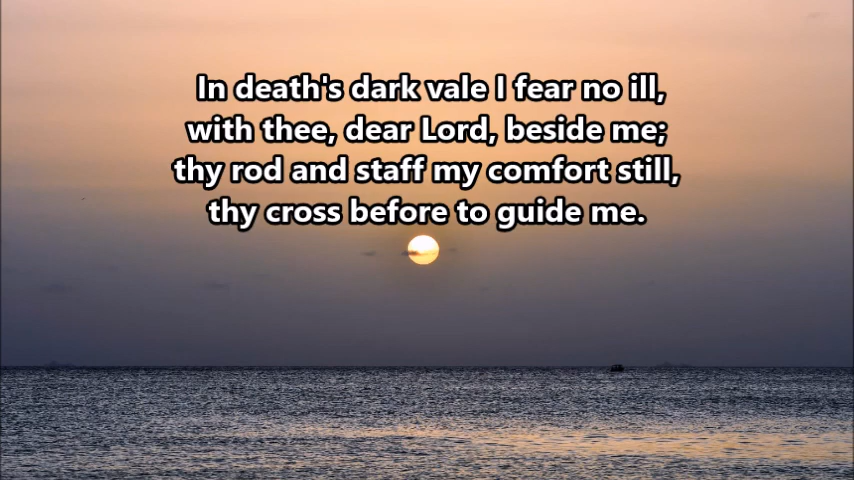 In death's dark vale I fear no ill,
with thee, dear Lord, beside me;
thy rod and staff my comfort still,
thy cross before to guide me.